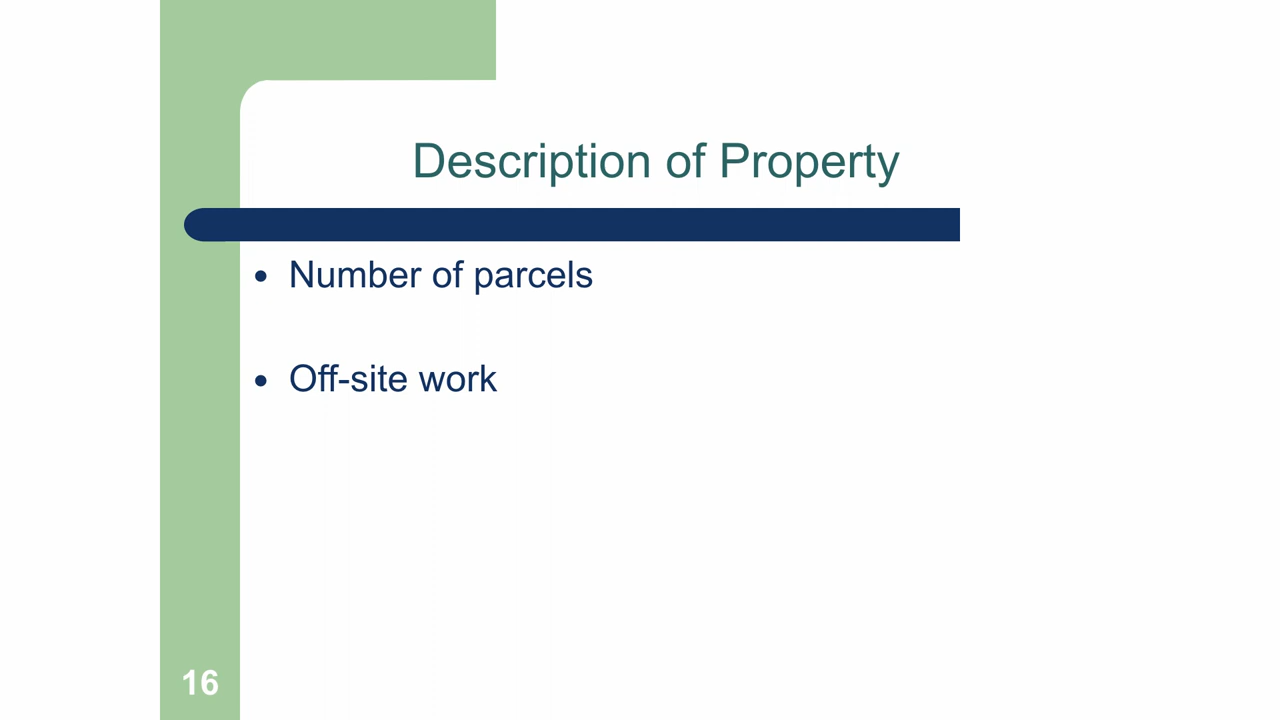 Description of Property
• Number of parcels
• Off-site work
16